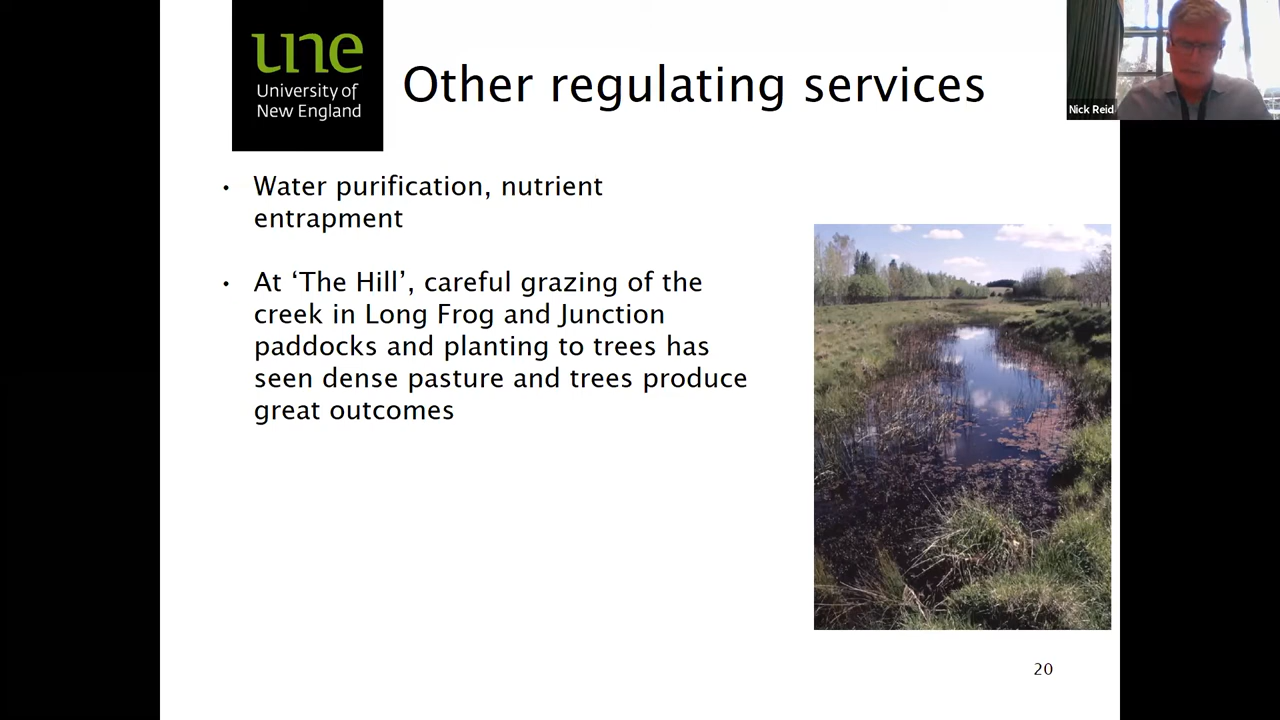 une
University of
New England
Other regulating services
Nick Reid
• Water purification, nutrient
entrapment
• At ‘The Hill’, careful grazing of the
creek in Long Frog and Junction
paddocks and planting to trees has
seen dense pasture and trees produce
great outcomes
20